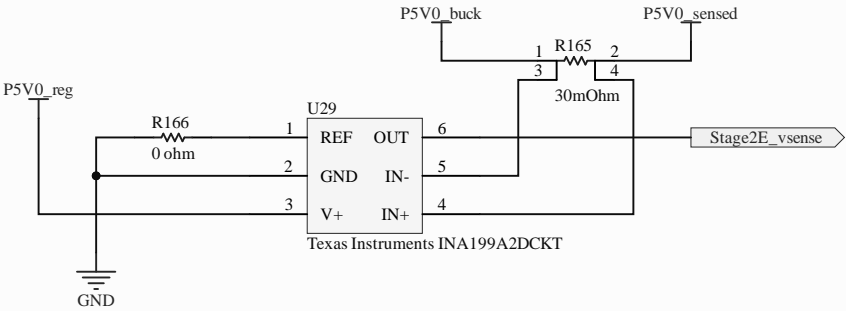 P5V0_buck
P5V0_sensed
1 R165 2
3 4
30mOhm
P5V0_reg
U29
R166
0 ohm
1 REF OUT 6
2 GND IN- 5
3 V+ IN+ 4
Stage2E_vsense
Texas Instruments INA199A2DCKT
GND